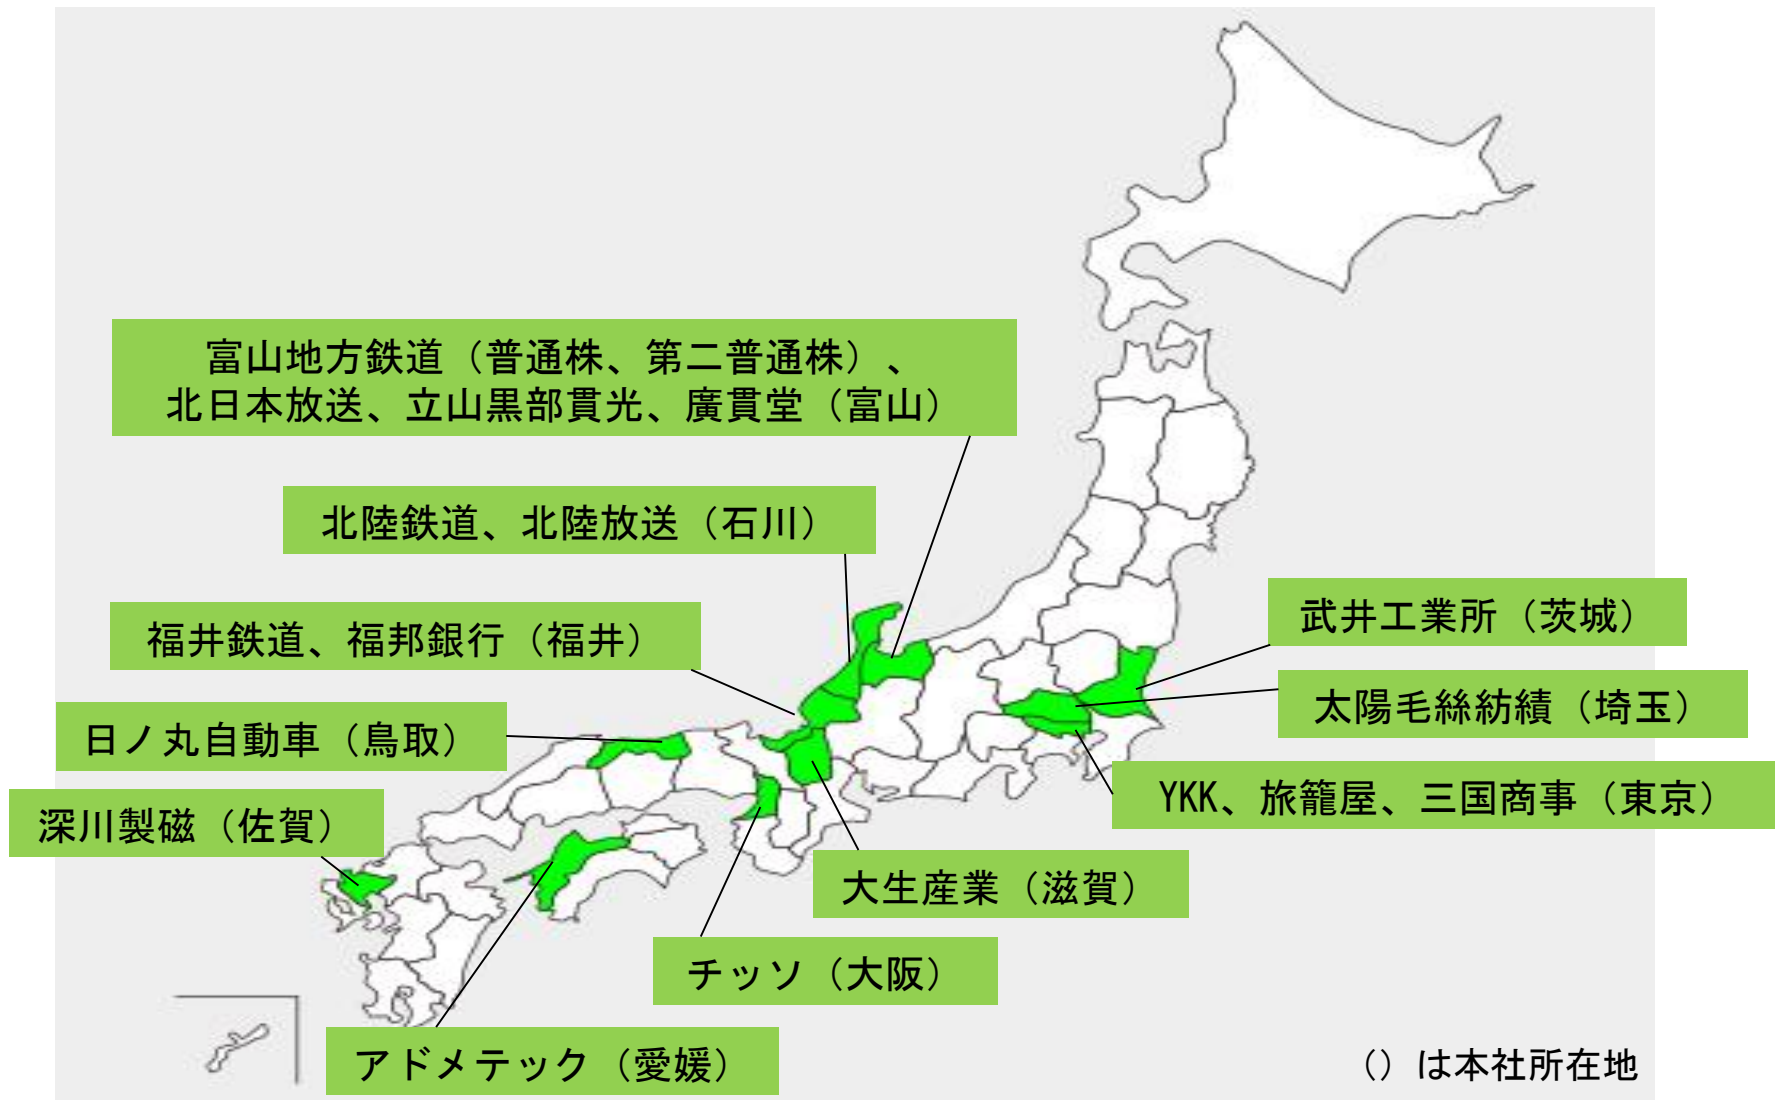 富山地方鉄道（普通株、第二普通株）、
北日本放送、立山黒部貫光、廣貫堂（富山）
北陸鉄道、北陸放送（石川）
福井鉄道、福邦銀行（福井）
武井工業所（茨城）
太陽毛絲紡績（埼玉）
日ノ丸自動車（鳥取）
YKK、旅籠屋、三国商事（東京）
深川製磁（佐賀）
大生産業（滋賀）
チッソ（大阪）
アドメテック（愛媛）
（）は本社所在地